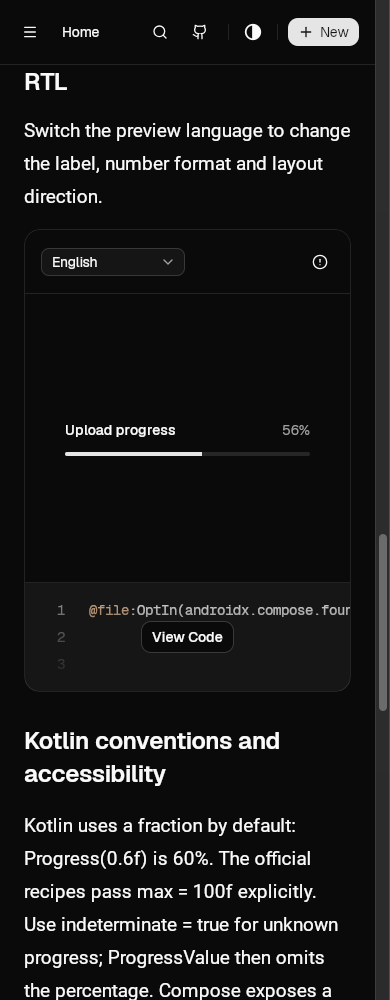 Home
New
RTL
Switch the preview language to change
the label, number format and layout
direction.
English
Upload progress
56%
1 @file:OptIn(androidx.compose.four
2
View Code
3
Kotlin conventions and
accessibility
Kotlin uses a fraction by default:
Progress(0.6f) is 60%. The official
recipes pass max = 100f explicitly.
Use indeterminate = true for unknown
progress; ProgressValue then omits
the percentage. Compose exposes a